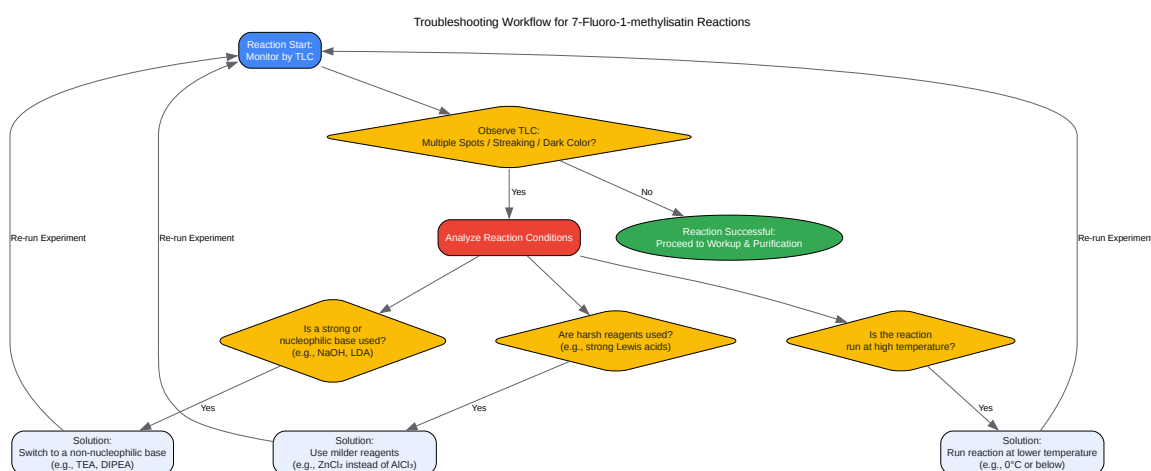 Troubleshooting Workflow for 7-Fluoro-1-methylisatin Reactions
Reaction Start:
Monitor by TLC
Observe TLC:
Multiple Spots / Streaking / Dark Color?
Yes
No
Analyze Reaction Conditions
Reaction Successful:
Proceed to Workup & Purification
Re-run Experiment
Re-run Experiment
Re-run Experiment
Is a strong or
nucleophilic base used?
(e.g., NaOH, LDA)
Are harsh reagents used?
(e.g., strong Lewis acids)
Is the reaction
run at high temperature?
Yes
Yes
Yes
Solution:
Switch to a non-nucleophilic base
(e.g., TEA, DIPEA)
Solution:
Use milder reagents
(e.g., ZnCl₂ instead of AlCl₃)
Solution:
Run reaction at lower temperature
(e.g., 0°C or below)